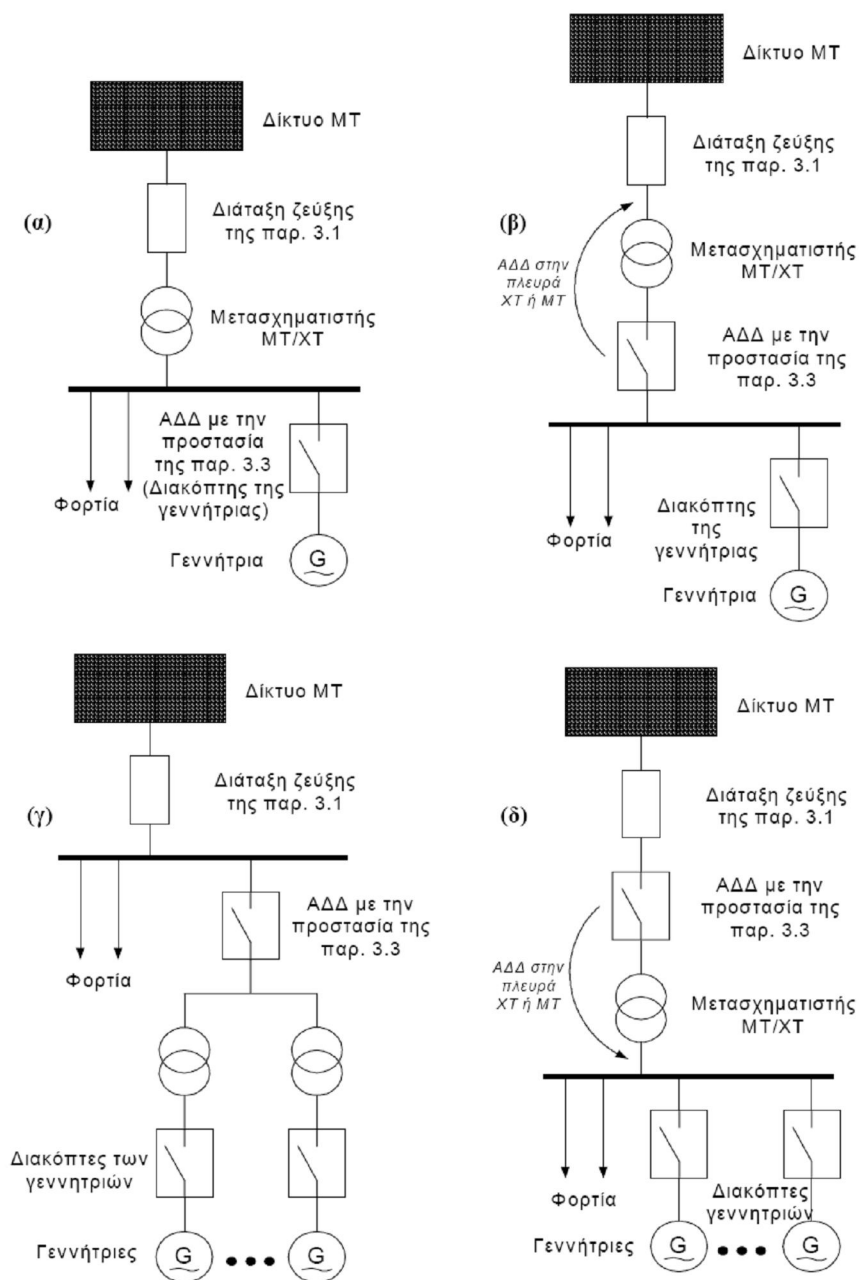 Δίκτυο ΜΤ
Διάταξη ζεύξης
της παρ. 3.1
(α)
Μετασχηματιστής
ΜΤ/ΧΤ
ΑΔΔ με την
προστασία
της παρ. 3.3
(Διακόπτης της
γεννήτριας)
Φορτία
Γεννήτρια
G
Δίκτυο ΜΤ
Διάταξη ζεύξης
της παρ. 3.1
(β)
ΑΔΔ στην
πλευρά
ΧΤ ή ΜΤ
Μετασχηματιστής
ΜΤ/ΧΤ
ΑΔΔ με την
προστασία της
παρ. 3.3
Φορτία
Διακόπτης
της
γεννήτριας
Γεννήτρια
G
Δίκτυο ΜΤ
Διάταξη ζεύξης
της παρ. 3.1
(γ)
ΑΔΔ με την
προστασία της
παρ. 3.3
Φορτία
Διακόπτες των
γεννητριών
Γεννήτριες
G
G
Δίκτυο ΜΤ
Διάταξη ζεύξης
της παρ. 3.1
(δ)
ΑΔΔ με την
προστασία της
παρ. 3.3
ΑΔΔ στην
πλευρά
ΧΤ ή ΜΤ
Μετασχηματιστής
ΜΤ/ΧΤ
Φορτία
Διακόπτες
γεννητριών
Γεννήτριες
G
G